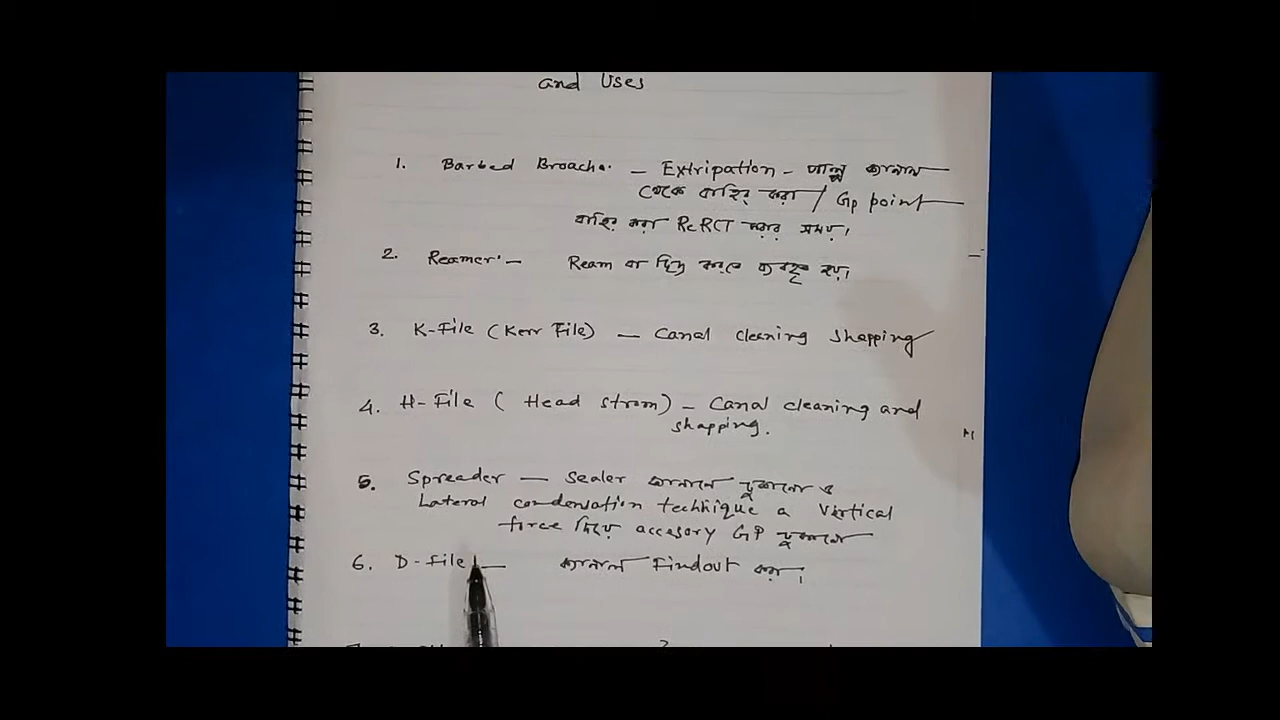 and Uses
1. Barbed Broache. - Extripation - পাল্প ক্যানাল
থেকে বাহির করা / Gp point
বাহির করা ReRCT করার সময়।
2. Reamer :- Ream বা ছিদ্র করতে ব্যবহৃত হয়।
3. K-File (Kerr File) - Canal cleaning shapping
4. H-File ( Head strom) - Canal cleaning and
shapping.
5. Spreader - Sealer ক্যানালে ঢুকানো ও
Lateral condensation technique a vertical
force দিয়ে accesory GP ঢুকানো
6. D-file - ক্যানাল Findout করা।